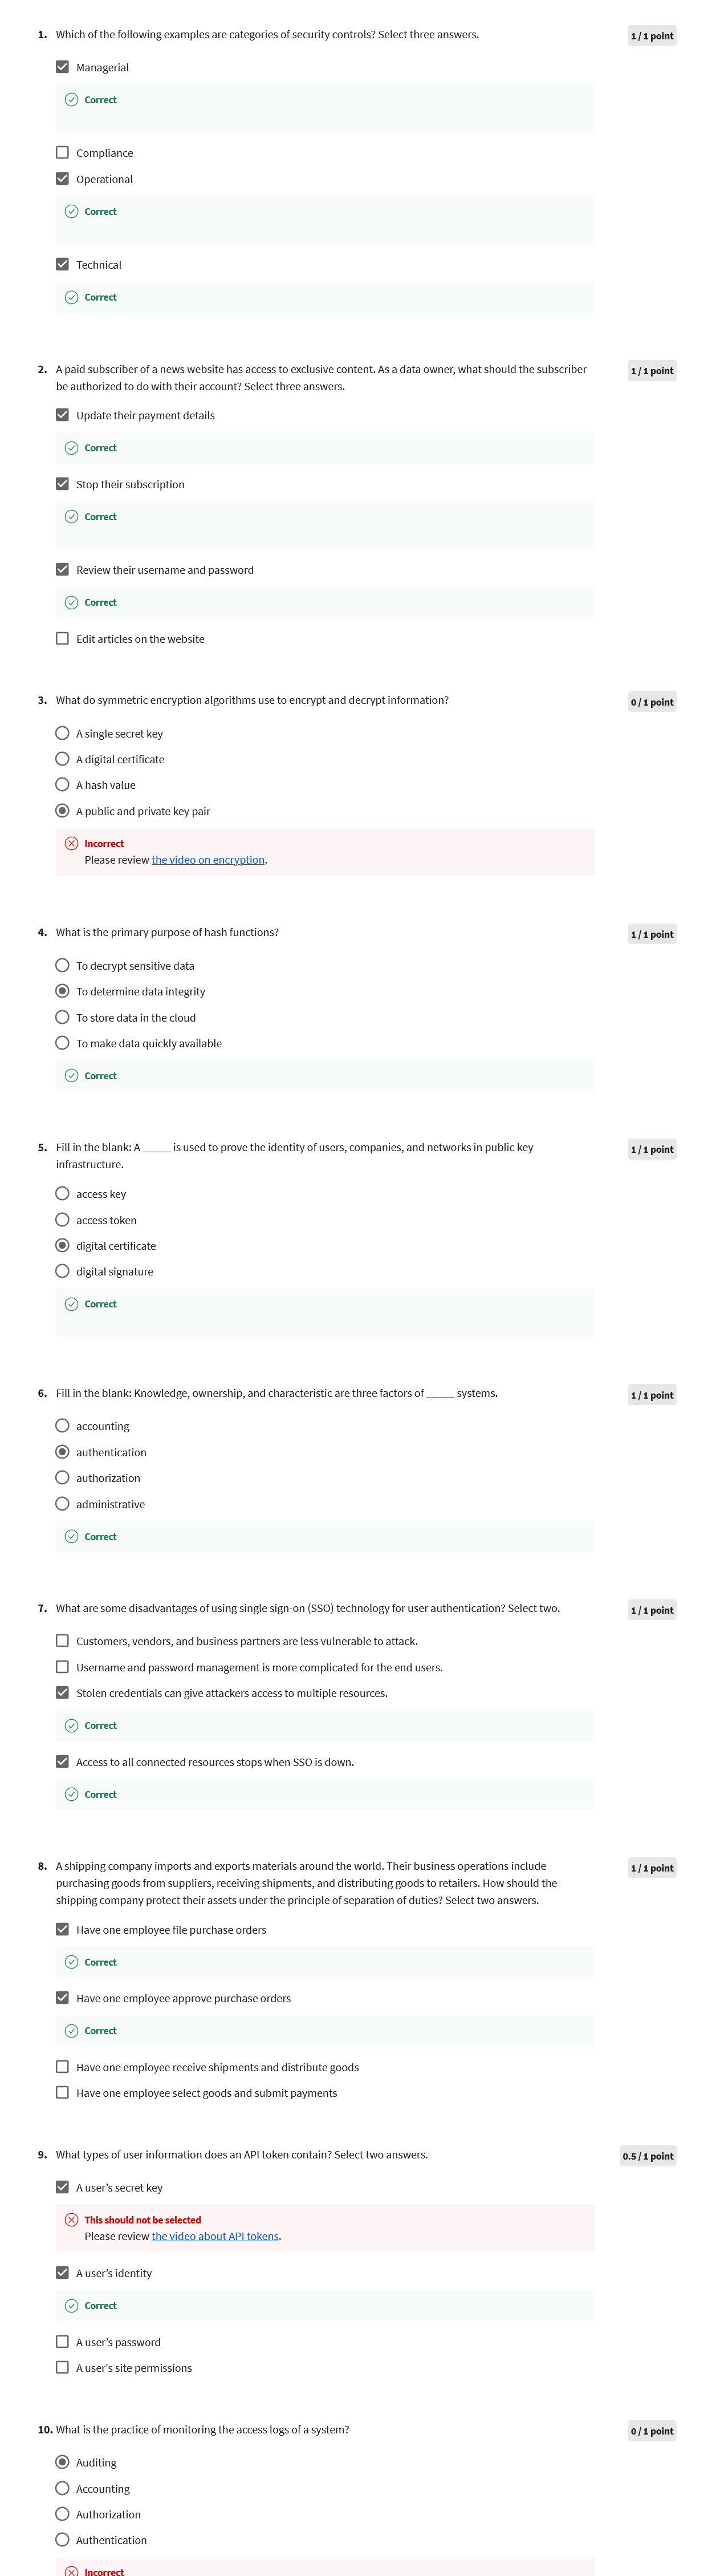 1. Which of the following examples are categories of security controls? Select three answers.
1 / 1 point
Managerial
Correct
Compliance
Operational
Correct
Technical
Correct
2. A paid subscriber of a news website has access to exclusive content. As a data owner, what should the subscriber
be authorized to do with their account? Select three answers.
1 / 1 point
Update their payment details
Correct
Stop their subscription
Correct
Review their username and password
Correct
Edit articles on the website
3. What do symmetric encryption algorithms use to encrypt and decrypt information?
0 / 1 point
A single secret key
A digital certificate
A hash value
A public and private key pair
Incorrect
Please review the video on encryption.
4. What is the primary purpose of hash functions?
1 / 1 point
To decrypt sensitive data
To determine data integrity
To store data in the cloud
To make data quickly available
Correct
5. Fill in the blank: A _____ is used to prove the identity of users, companies, and networks in public key
infrastructure.
1 / 1 point
access key
access token
digital certificate
digital signature
Correct
6. Fill in the blank: Knowledge, ownership, and characteristic are three factors of _____ systems.
1 / 1 point
accounting
authentication
authorization
administrative
Correct
7. What are some disadvantages of using single sign-on (SSO) technology for user authentication? Select two.
1 / 1 point
Customers, vendors, and business partners are less vulnerable to attack.
Username and password management is more complicated for the end users.
Stolen credentials can give attackers access to multiple resources.
Correct
Access to all connected resources stops when SSO is down.
Correct
8. A shipping company imports and exports materials around the world. Their business operations include
purchasing goods from suppliers, receiving shipments, and distributing goods to retailers. How should the
shipping company protect their assets under the principle of separation of duties? Select two answers.
1 / 1 point
Have one employee file purchase orders
Correct
Have one employee approve purchase orders
Correct
Have one employee receive shipments and distribute goods
Have one employee select goods and submit payments
9. What types of user information does an API token contain? Select two answers.
0.5 / 1 point
A user's secret key
This should not be selected
Please review the video about API tokens.
A user's identity
Correct
A user's password
A user's site permissions
10. What is the practice of monitoring the access logs of a system?
0 / 1 point
Auditing
Accounting
Authorization
Authentication
Incorrect